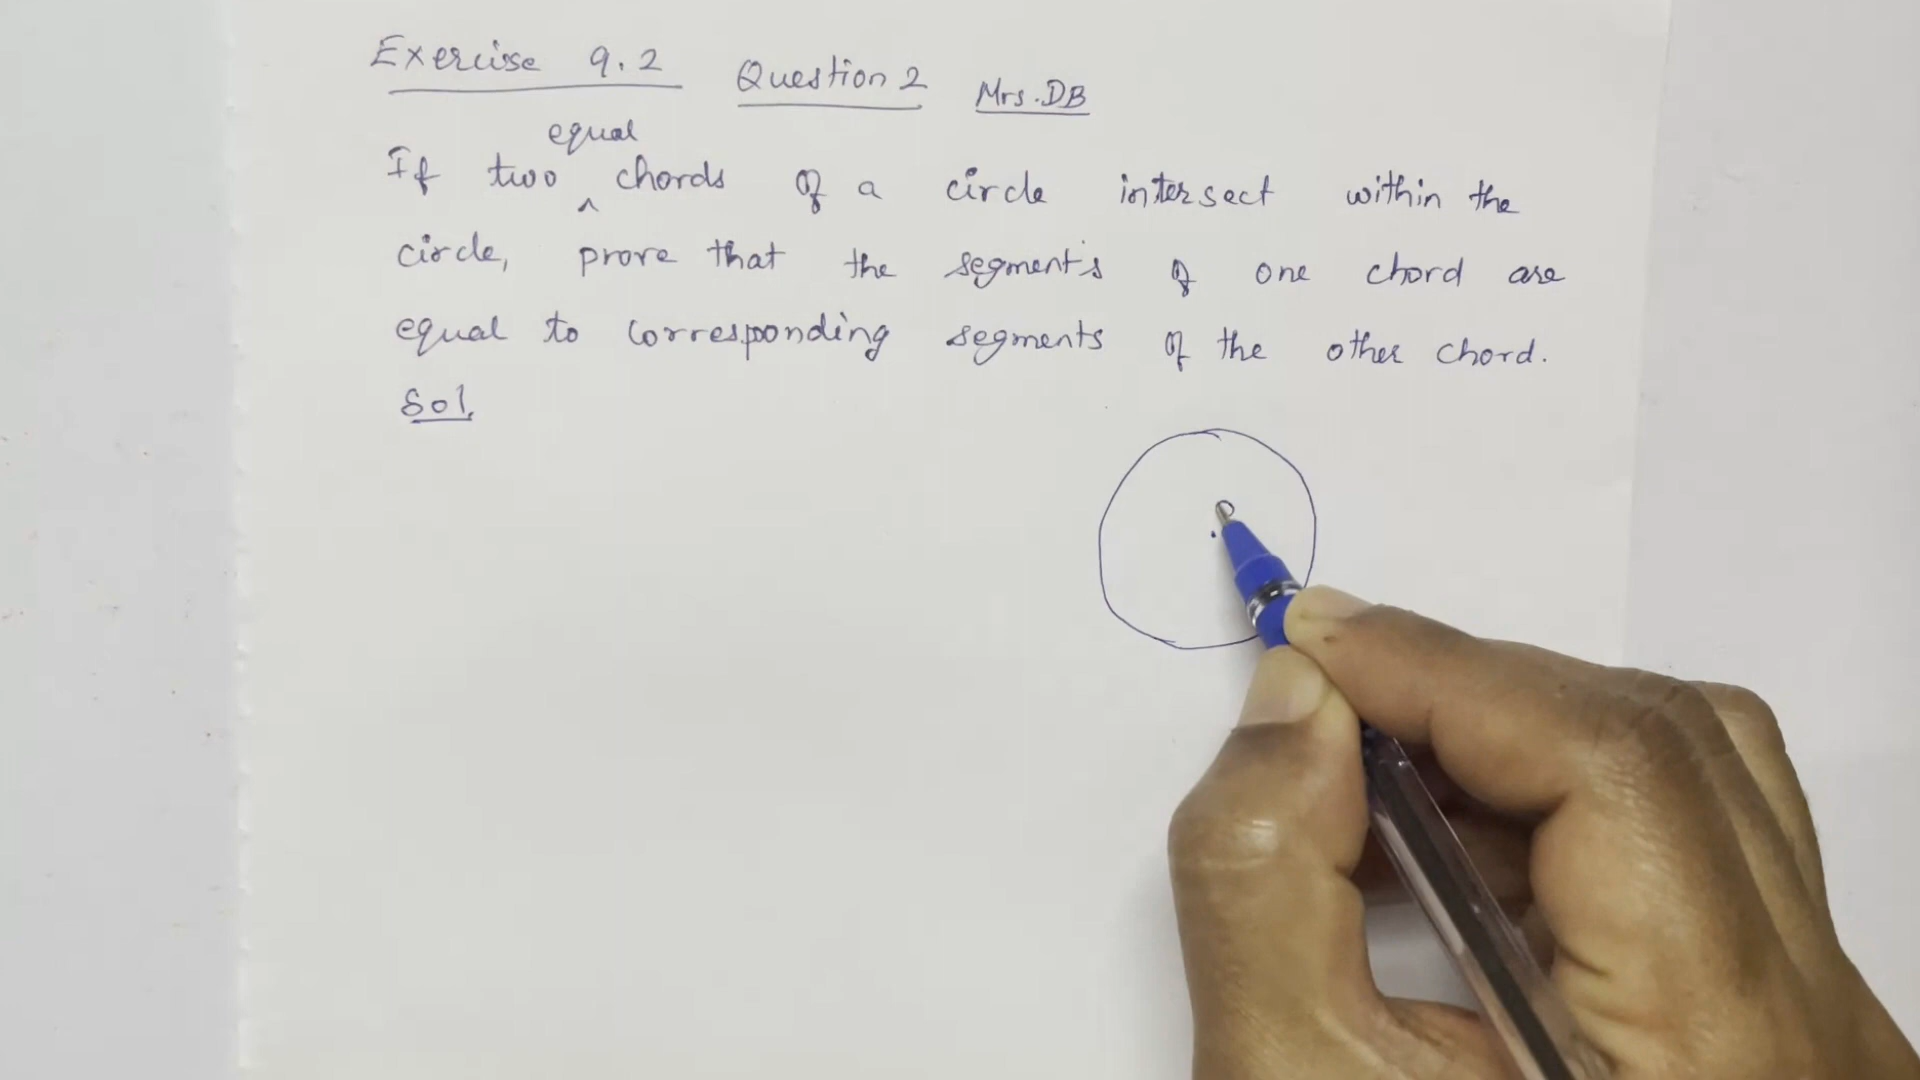 Exercise 9.2 Question 2 Mrs.DB
equal
If two ^ chords of a circle intersect within the
circle, prove that the segments of one chord are
equal to corresponding segments of the other chord.
Sol.
O